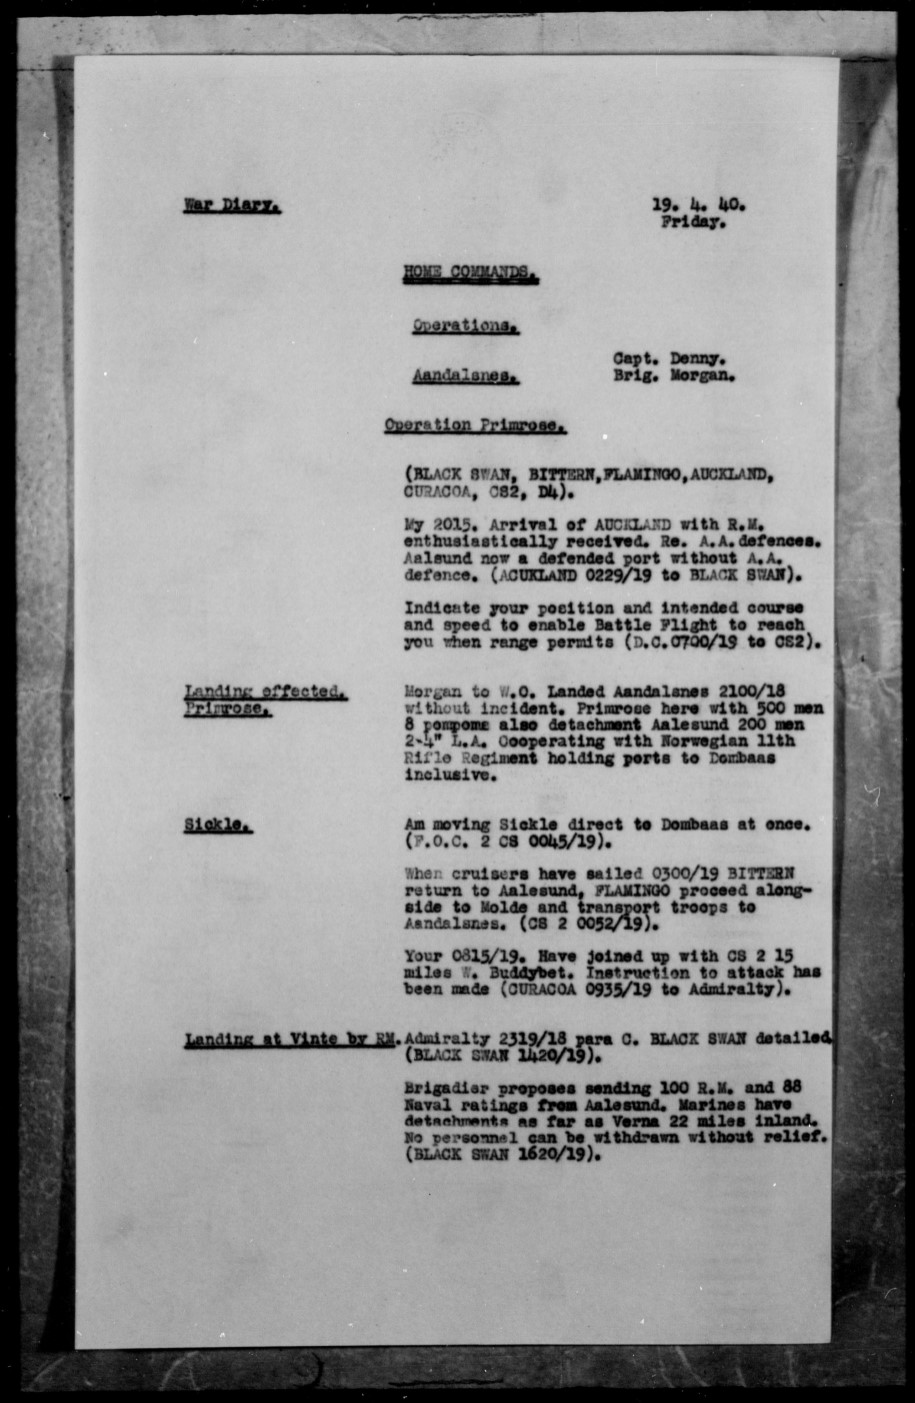 War Diary.
19. 4. 40.
Friday.
HOME COMMANDS.
Operations.
Aandalsnes.
Capt. Denny.
Brig. Morgan.
Operation Primrose.
(BLACK SWAN, BITTERN,FLAMINGO,AUCKLAND,
CURACOA, CS2, D4).
My 2015. Arrival of AUCKLAND with R.M.
enthusiastically received. Re. A.A.defences.
Aalsund now a defended port without A.A.
defence. (ACUKLAND 0229/19 to BLACK SWAN).
Indicate your position and intended course
and speed to enable Battle Flight to reach
you when range permits (D.C.0700/19 to CS2).
Landing effected.
Primrose.
Morgan to W.O. Landed Aandalsnes 2100/18
without incident. Primrose here with 500 men
8 pompoms also detachment Aalesund 200 men
2-4" L.A. Cooperating with Norwegian 11th
Rifle Regiment holding ports to Dombaas
inclusive.
Sickle.
Am moving Sickle direct to Dombaas at once.
(F.O.C. 2 CS 0045/19).
When cruisers have sailed 0300/19 BITTERN
return to Aalesund, FLAMINGO proceed along-
side to Molde and transport troops to
Aandalsnes. (CS 2 0052/19).
Your 0815/19. Have joined up with CS 2 15
miles W. Buddybet. Instruction to attack has
been made (CURACOA 0935/19 to Admiralty).
Landing at Vinte by RM.
Admiralty 2319/18 para C. BLACK SWAN detailed.
(BLACK SWAN 1420/19).
Brigadier proposes sending 100 R.M. and 88
Naval ratings from Aalesund. Marines have
detachments as far as Verna 22 miles inland.
No personnel can be withdrawn without relief.
(BLACK SWAN 1620/19).